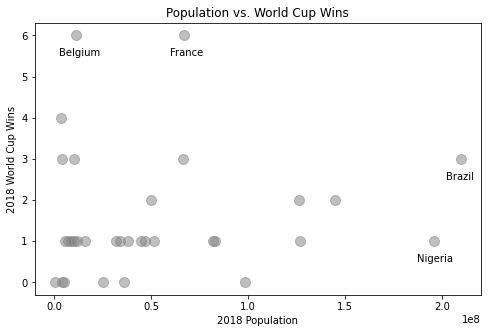 Population vs. World Cup Wins
2018 World Cup Wins
6
5
4
3
2
1
0
Belgium
France
Brazil
Nigeria
0.0
0.5
1.0
1.5
2.0
1e8
2018 Population